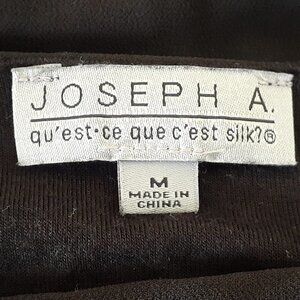 JOSEPH A.
qu'est·ce que c'est silk?®
M
MADE IN
CHINA